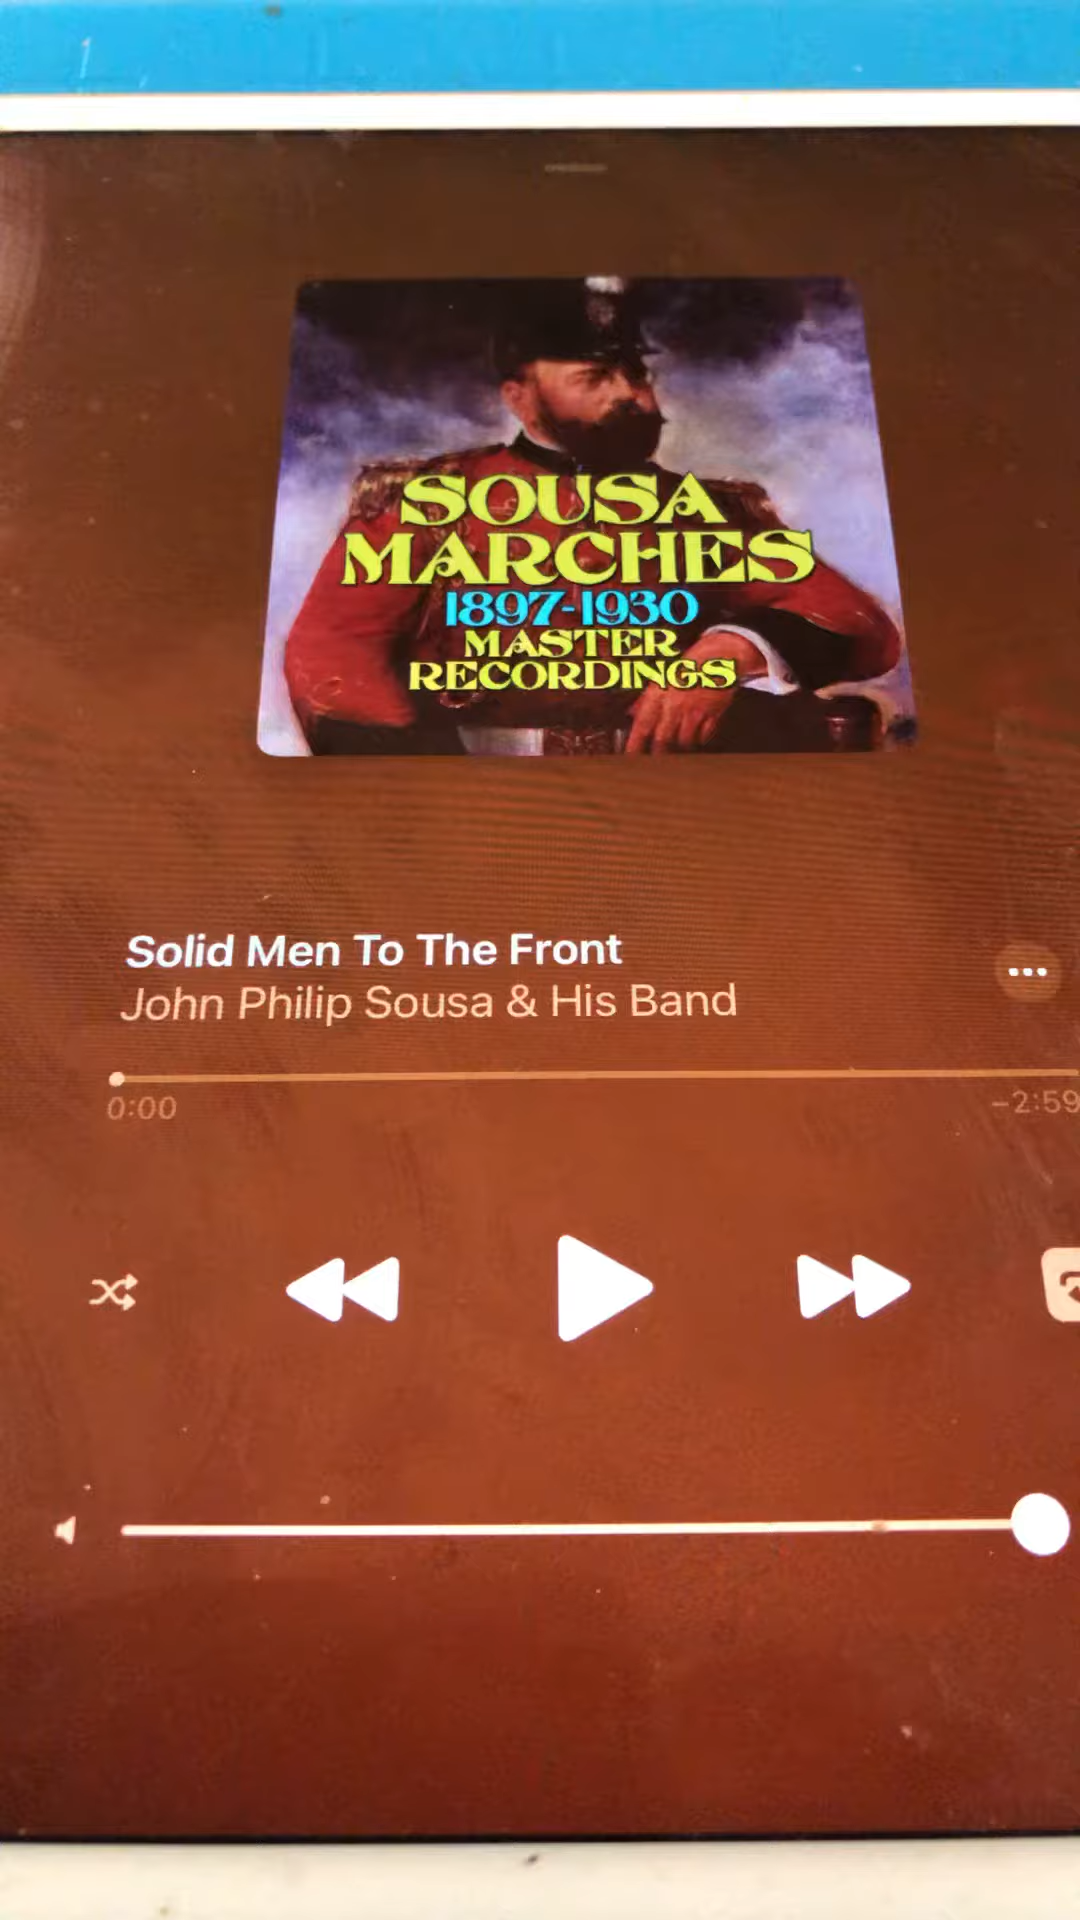 SOUSA
MARCHES
1897-1930
MASTER
RECORDINGS
Solid Men To The Front
John Philip Sousa & His Band
0:00
−2:59